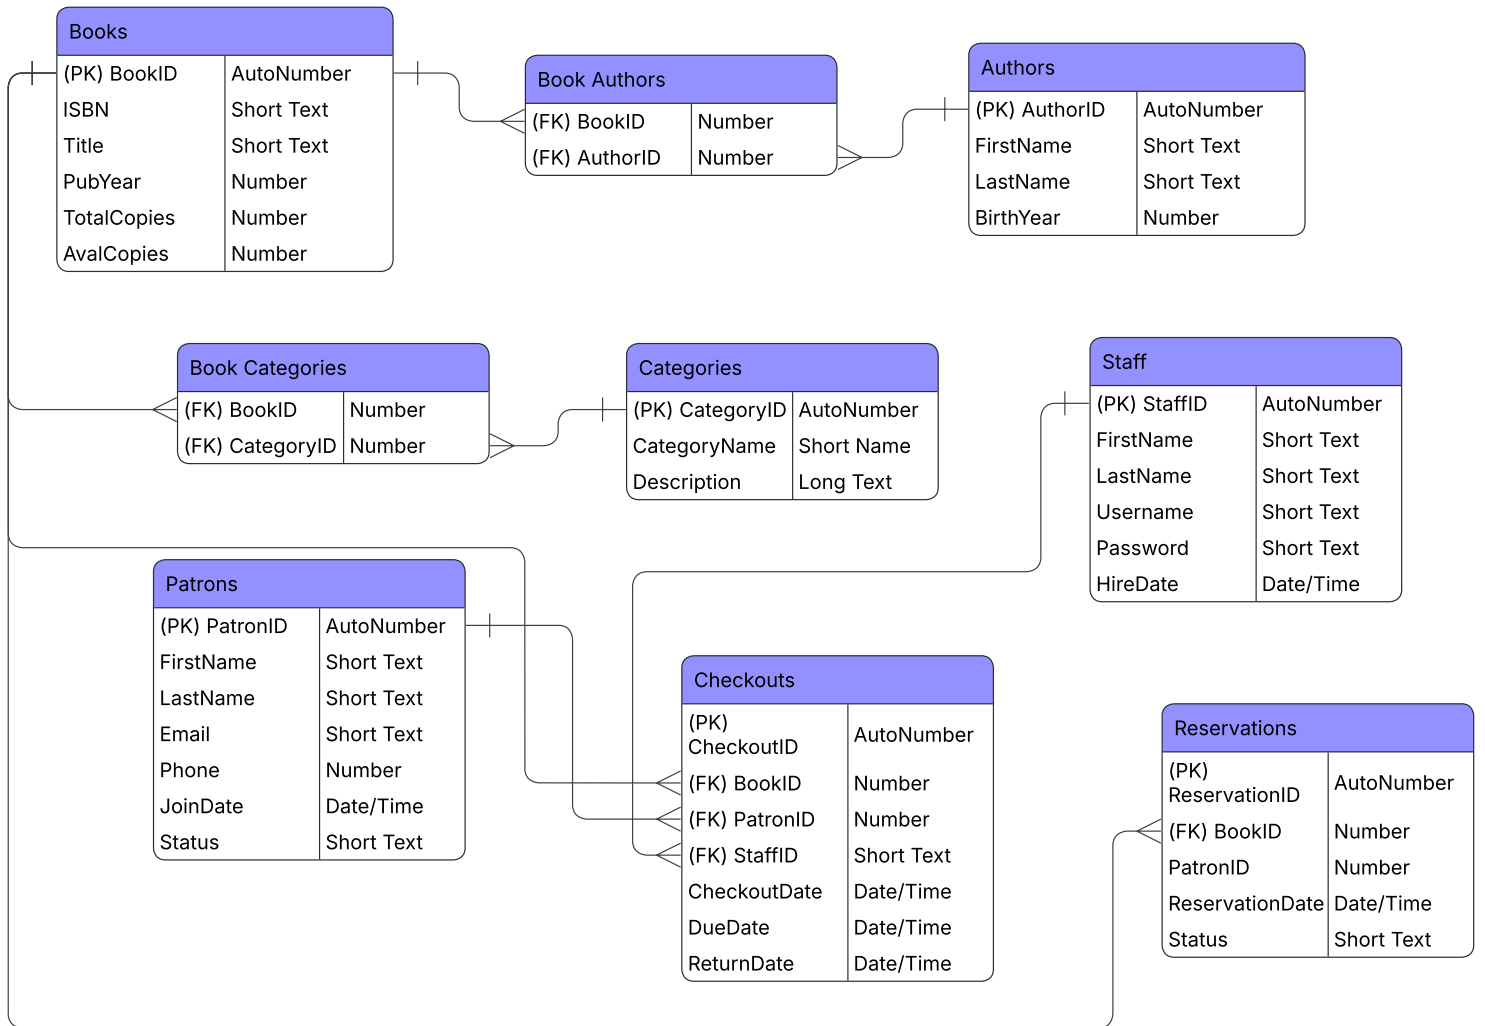 Books
(PK) BookID AutoNumber
ISBN Short Text
Title Short Text
PubYear Number
TotalCopies Number
AvalCopies Number
Book Authors
(FK) BookID Number
(FK) AuthorID Number
Authors
(PK) AuthorID AutoNumber
FirstName Short Text
LastName Short Text
BirthYear Number
Book Categories
(FK) BookID Number
(FK) CategoryID Number
Categories
(PK) CategoryID AutoNumber
CategoryName Short Name
Description Long Text
Staff
(PK) StaffID AutoNumber
FirstName Short Text
LastName Short Text
Username Short Text
Password Short Text
HireDate Date/Time
Patrons
(PK) PatronID AutoNumber
FirstName Short Text
LastName Short Text
Email Short Text
Phone Number
JoinDate Date/Time
Status Short Text
Checkouts
(PK)
CheckoutID AutoNumber
(FK) BookID Number
(FK) PatronID Number
(FK) StaffID Short Text
CheckoutDate Date/Time
DueDate Date/Time
ReturnDate Date/Time
Reservations
(PK)
ReservationID AutoNumber
(FK) BookID Number
PatronID Number
ReservationDate Date/Time
Status Short Text